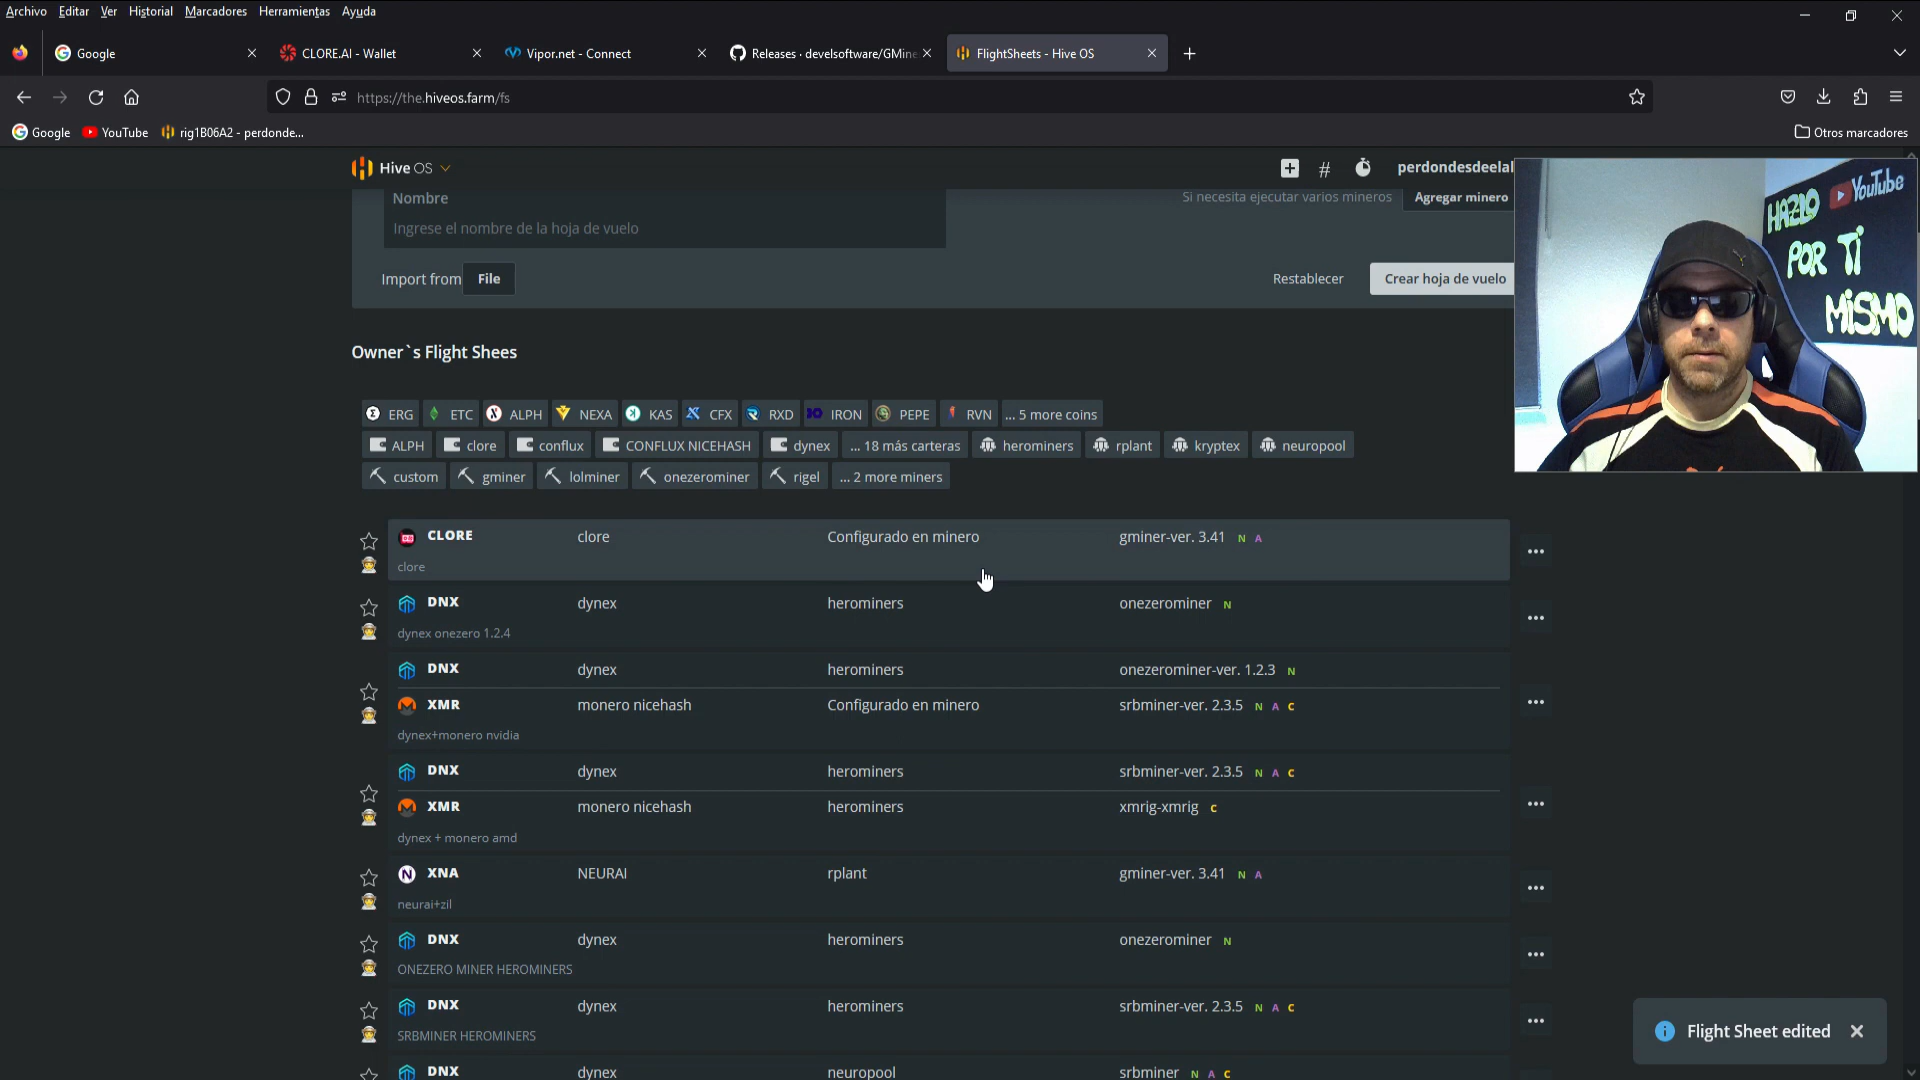 Archivo Editar Ver Historial Marcadores Herramientas Ayuda
Google
CLORE.AI - Wallet
Vipor.net - Connect
Releases · develsoftware/GMine
FlightSheets - Hive OS
https://the.hiveos.farm/fs
Google YouTube rig1B06A2 - perdonde... Otros marcadores
Hive OS
# perdondesdeelal
Nombre
Ingrese el nombre de la hoja de vuelo
Si necesita ejecutar varios mineros Agregar minero
Import from File Restablecer Crear hoja de vuelo
Owner`s Flight Shees
ERG ETC ALPH NEXA KAS CFX RXD IRON PEPE RVN ... 5 more coins
ALPH clore conflux CONFLUX NICEHASH dynex ... 18 más carteras herominers rplant kryptex neuropool
custom gminer lolminer onezerominer rigel ... 2 more miners
CLORE clore Configurado en minero gminer-ver. 3.41 N A
clore
DNX dynex herominers onezerominer N
dynex onezero 1.2.4
DNX dynex herominers onezerominer-ver. 1.2.3 N
XMR monero nicehash Configurado en minero srbminer-ver. 2.3.5 N A C
dynex+monero nvidia
DNX dynex herominers srbminer-ver. 2.3.5 N A C
XMR monero nicehash herominers xmrig-xmrig C
dynex + monero amd
XNA NEURAI rplant gminer-ver. 3.41 N A
neurai+zil
DNX dynex herominers onezerominer N
ONEZERO MINER HEROMINERS
DNX dynex herominers srbminer-ver. 2.3.5 N A C
SRBMINER HEROMINERS
DNX dynex neuropool srbminer N A C
Flight Sheet edited
HAZLO YouTube
POR TI
MISMO